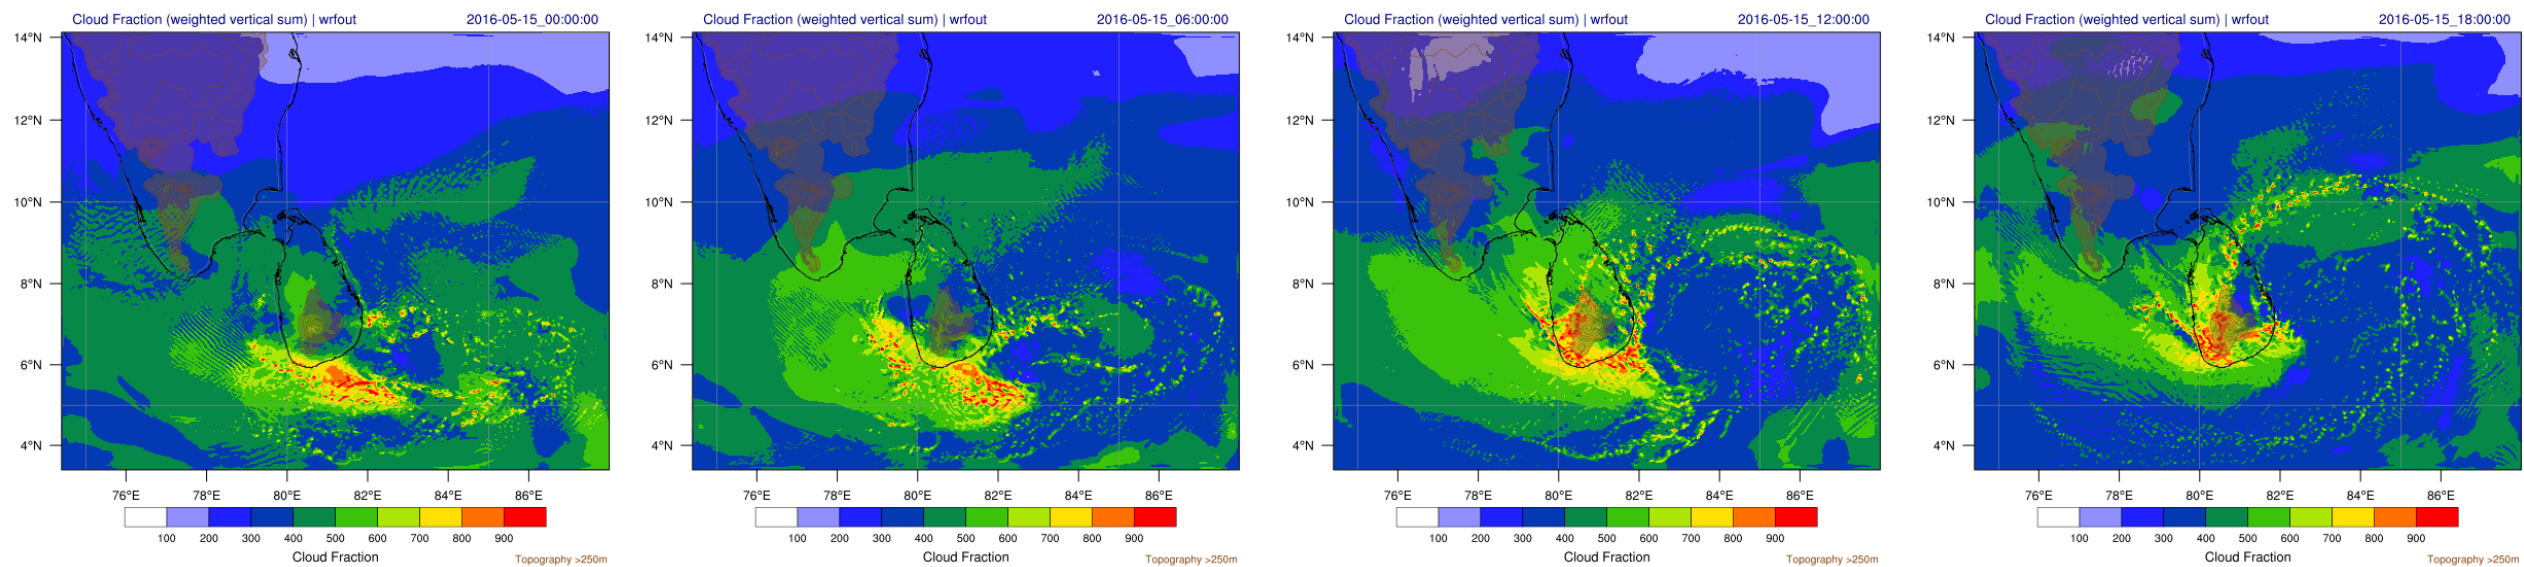 Cloud Fraction (weighted vertical sum) | wrfout 2016-05-15_00:00:00
14°N
12°N
10°N
8°N
6°N
4°N
76°E 78°E 80°E 82°E 84°E 86°E
100 200 300 400 500 600 700 800 900
Cloud Fraction
Topography >250m
Cloud Fraction (weighted vertical sum) | wrfout 2016-05-15_06:00:00
14°N
12°N
10°N
8°N
6°N
4°N
76°E 78°E 80°E 82°E 84°E 86°E
100 200 300 400 500 600 700 800 900
Cloud Fraction
Topography >250m
Cloud Fraction (weighted vertical sum) | wrfout 2016-05-15_12:00:00
14°N
12°N
10°N
8°N
6°N
4°N
76°E 78°E 80°E 82°E 84°E 86°E
100 200 300 400 500 600 700 800 900
Cloud Fraction
Topography >250m
Cloud Fraction (weighted vertical sum) | wrfout 2016-05-15_18:00:00
14°N
12°N
10°N
8°N
6°N
4°N
76°E 78°E 80°E 82°E 84°E 86°E
100 200 300 400 500 600 700 800 900
Cloud Fraction
Topography >250m